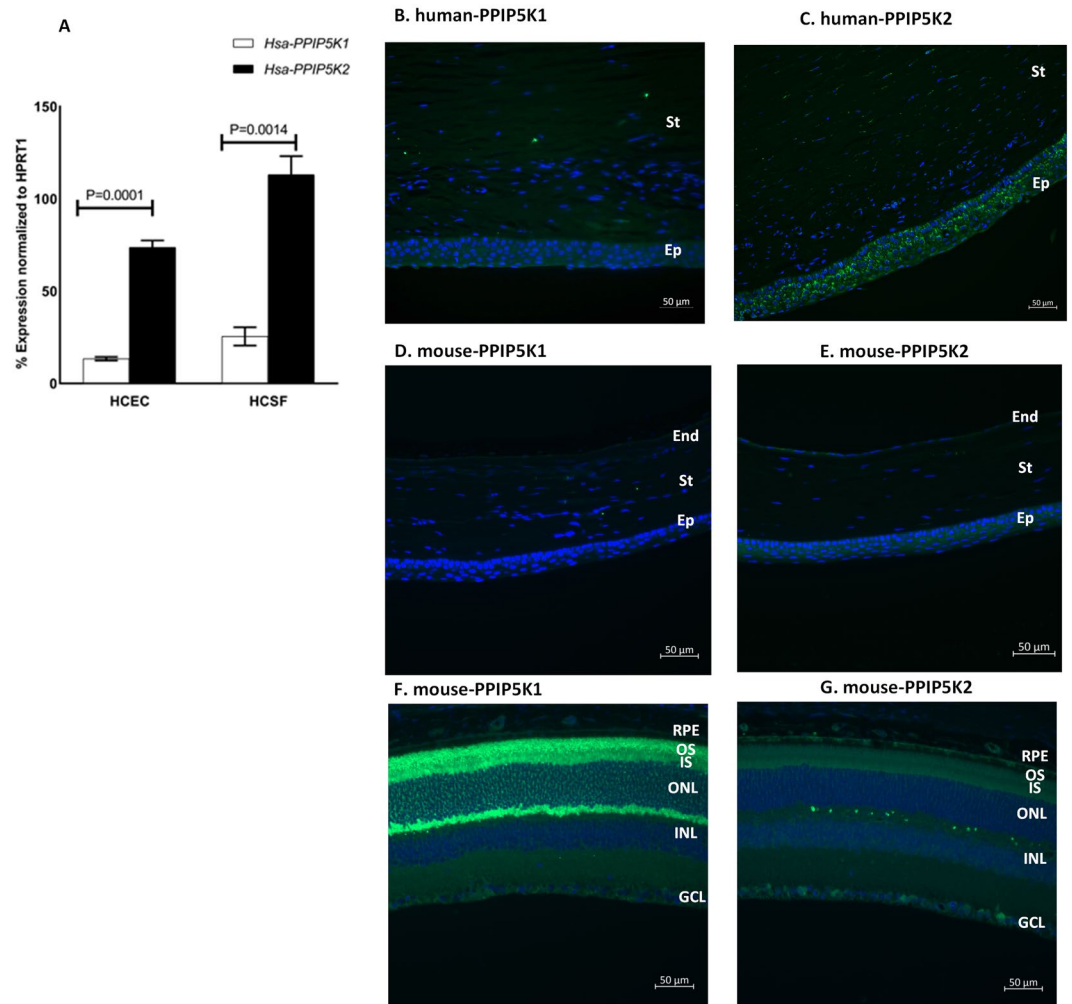 A
Hsa-PPIP5K1
Hsa-PPIP5K2
% Expression normalized to HPRT1
150
100
50
0
P=0.0001
P=0.0014
HCEC
HCSF
B. human-PPIP5K1
St
Ep
50 µm
C. human-PPIP5K2
St
Ep
50 µm
D. mouse-PPIP5K1
End
St
Ep
50 µm
E. mouse-PPIP5K2
End
St
Ep
50 µm
F. mouse-PPIP5K1
RPE
OS
IS
ONL
INL
GCL
50 µm
G. mouse-PPIP5K2
RPE
OS
IS
ONL
INL
GCL
50 µm